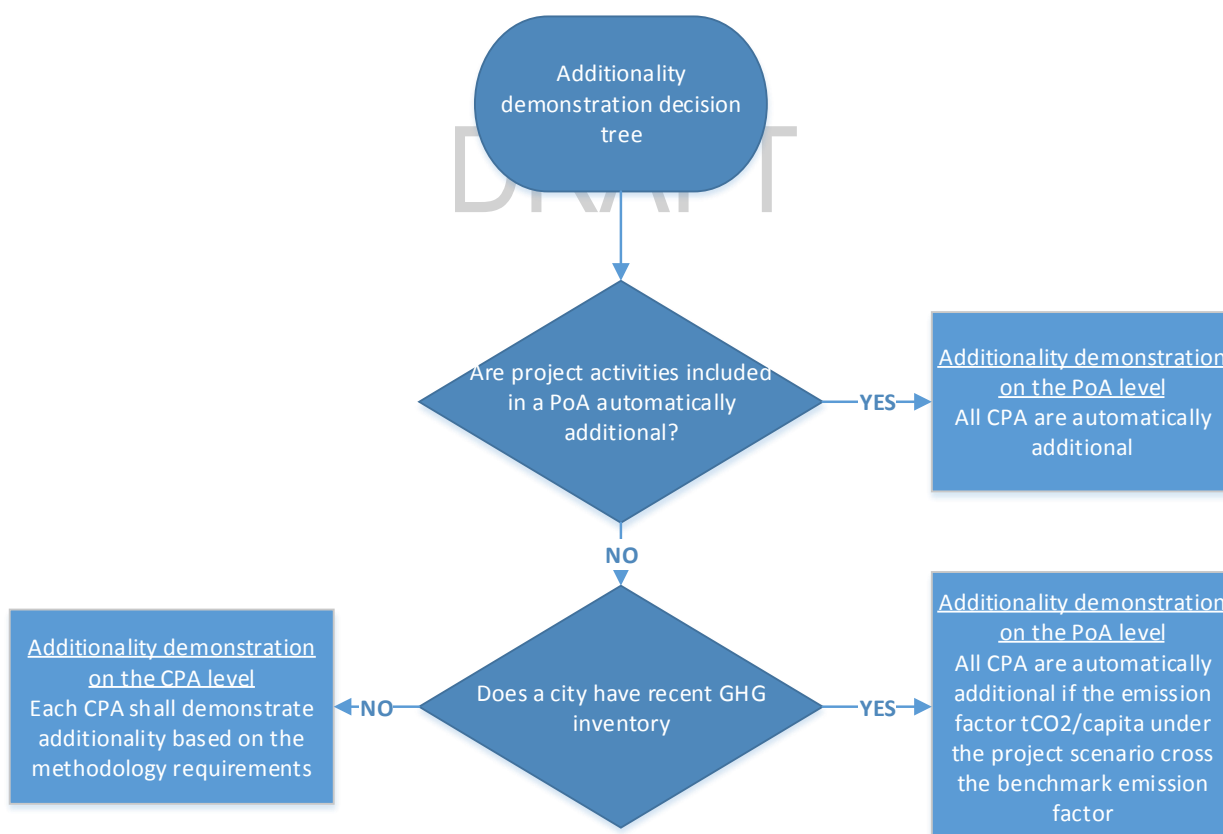 Additionality
demonstration decision
tree
DRAFT
Are project activities included
in a PoA automatically
additional?
YES
Additionality demonstration
on the PoA level
All CPA are automatically
additional
NO
Additionality demonstration
on the CPA level
Each CPA shall demonstrate
additionality based on the
methodology requirements
NO
Does a city have recent GHG
inventory
YES
Additionality demonstration
on the PoA level
All CPA are automatically
additional if the emission
factor tCO2/capita under
the project scenario cross
the benchmark emission
factor